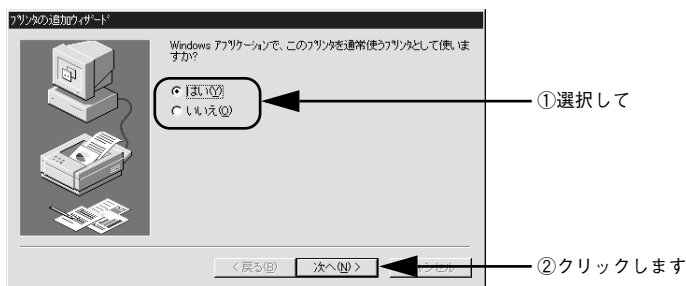 プリンタの追加ウィザード
Windows アプリケーションで、このプリンタを通常使うプリンタとして使いま
すか?
はい(Y)
いいえ(O)
①選択して
< 戻る(B)
次へ(N) >
②クリックします